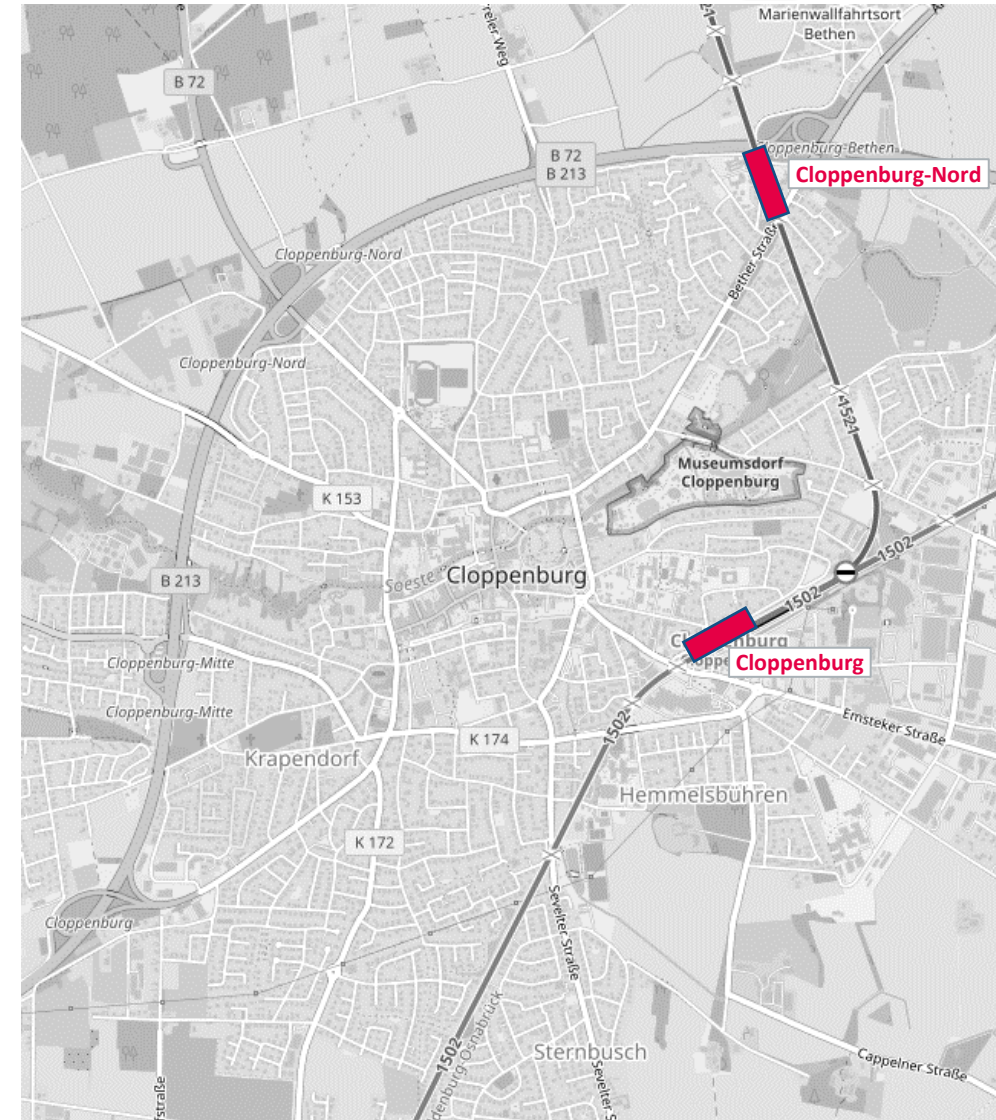 Marienwallfahrtsort
Bethen
B 72
B 72
B 213
Cloppenburg-Bethen
Cloppenburg-Nord
Cloppenburg-Nord
Bether Straße
Cloppenburg-Nord
1521
Museumsdorf
Cloppenburg
K 153
1502
Soeste
Cloppenburg
B 213
1502
Cloppenburg
Cloppenburg
Cloppenburg-Mitte
Cloppenburg-Mitte
1502
Emsteker Straße
K 174
Krapendorf
Hemmelsbühren
K 172
Cloppenburg
Sevelter Straße
1502
Sternbusch
Cappelner Straße